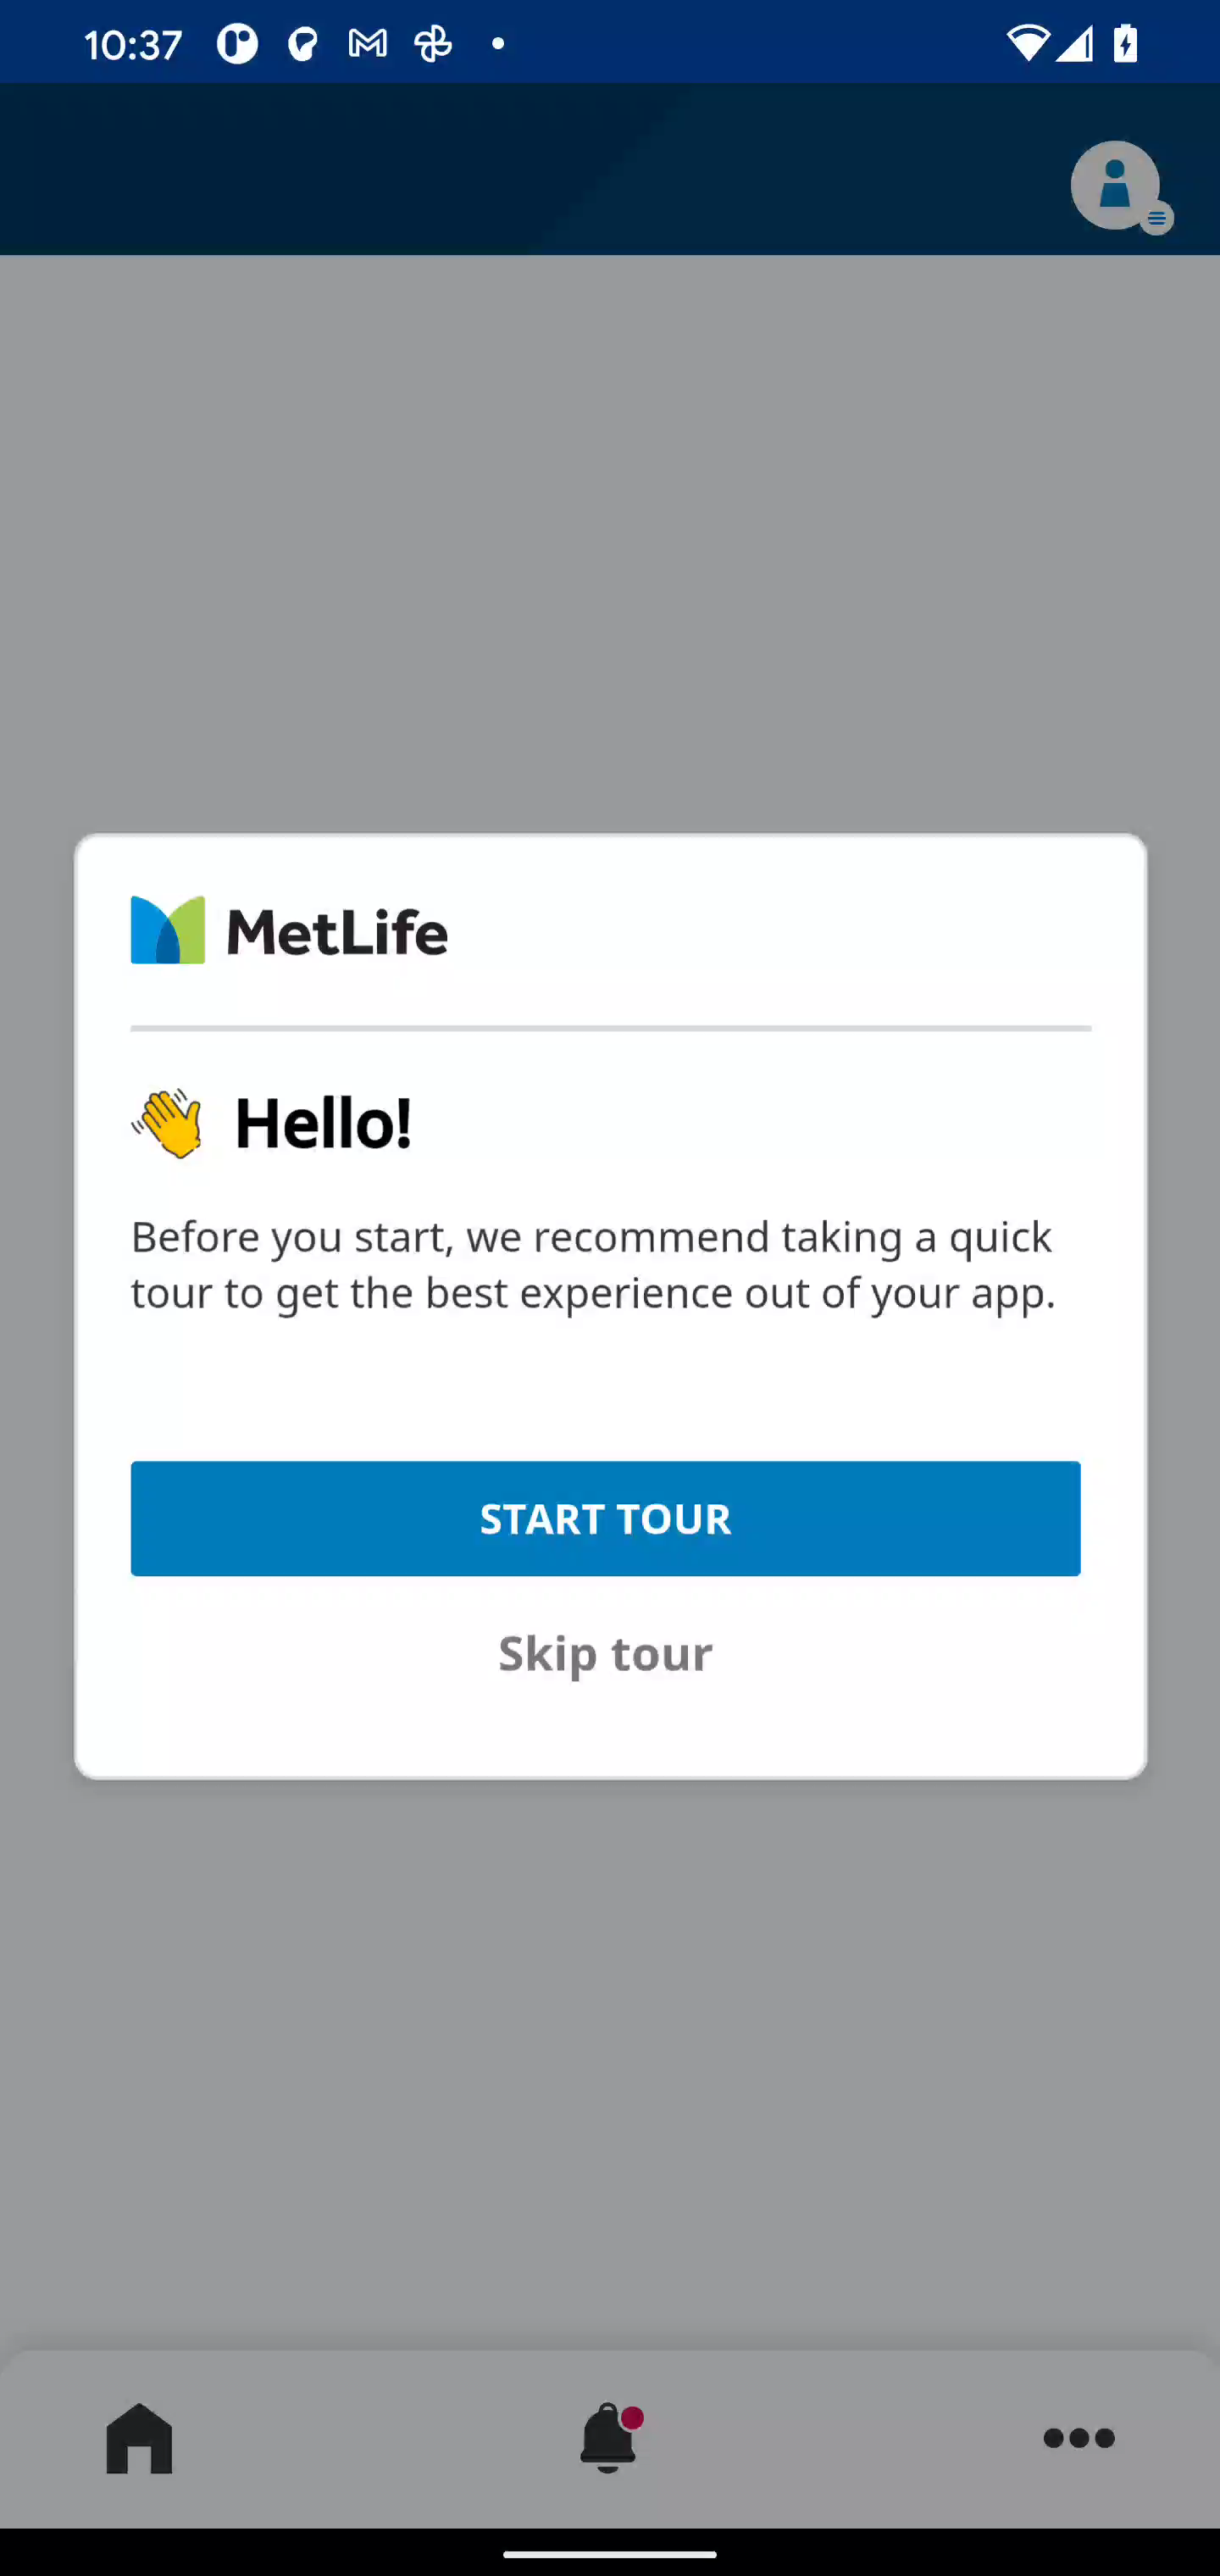 10:37
MetLife
Hello!
Before you start, we recommend taking a quick
tour to get the best experience out of your app.
START TOUR
Skip tour